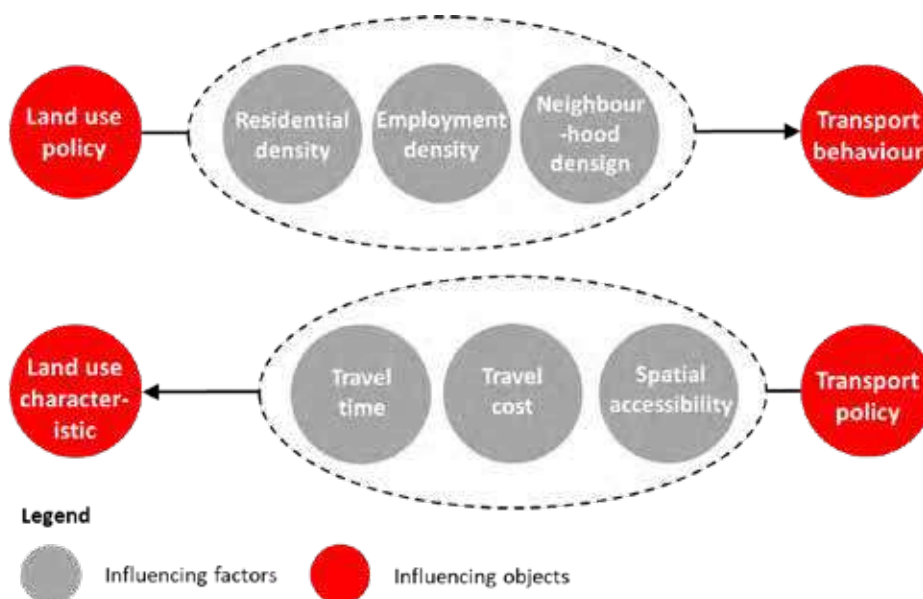 Land use
policy
Residential
density
Employment
density
Neighbour
-hood
densign
Transport
behaviour
Land use
character-
istic
Travel
time
Travel
cost
Spatial
accessibility
Transport
policy
Legend
Influencing factors
Influencing objects